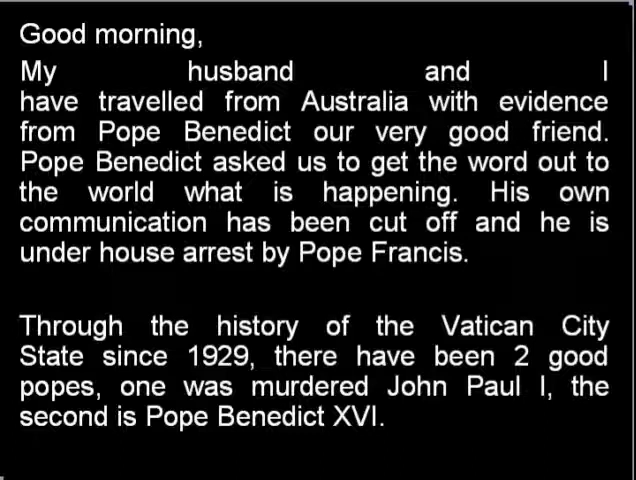 Good morning,
My husband and I
have travelled from Australia with evidence
from Pope Benedict our very good friend.
Pope Benedict asked us to get the word out to
the world what is happening. His own
communication has been cut off and he is
under house arrest by Pope Francis.
Through the history of the Vatican City
State since 1929, there have been 2 good
popes, one was murdered John Paul I, the
second is Pope Benedict XVI.